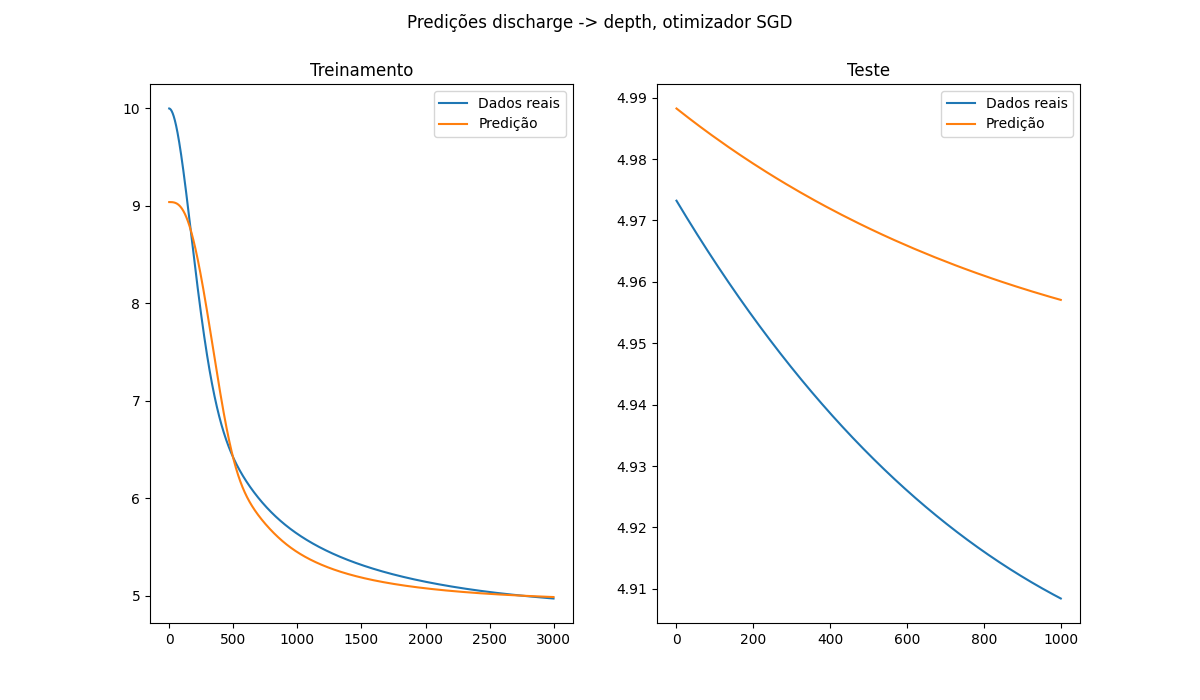 Predições discharge -> depth, otimizador SGD
Treinamento
Dados reais
Predição
10
9
8
7
6
5
0 500 1000 1500 2000 2500 3000
Teste
Dados reais
Predição
4.99
4.98
4.97
4.96
4.95
4.94
4.93
4.92
4.91
0 200 400 600 800 1000